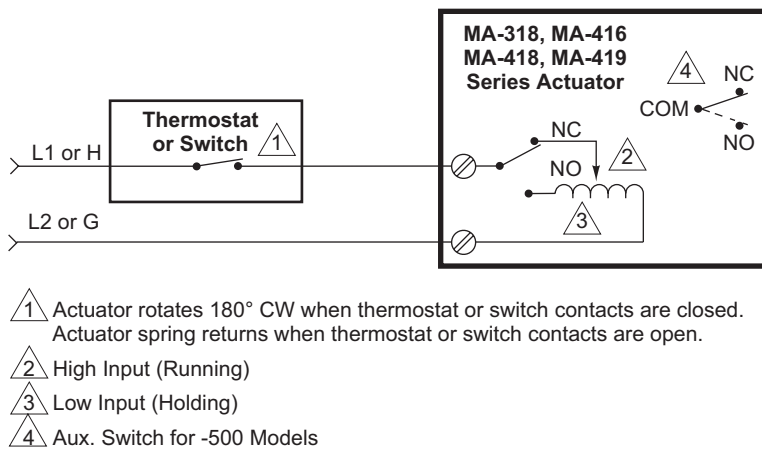 MA-318, MA-416
MA-418, MA-419
Series Actuator
4
NC
COM
NO
Thermostat
or Switch
1
L1 or H
NC
2
NO
3
L2 or G
1 Actuator rotates 180° CW when thermostat or switch contacts are closed.
Actuator spring returns when thermostat or switch contacts are open.
2 High Input (Running)
3 Low Input (Holding)
4 Aux. Switch for -500 Models